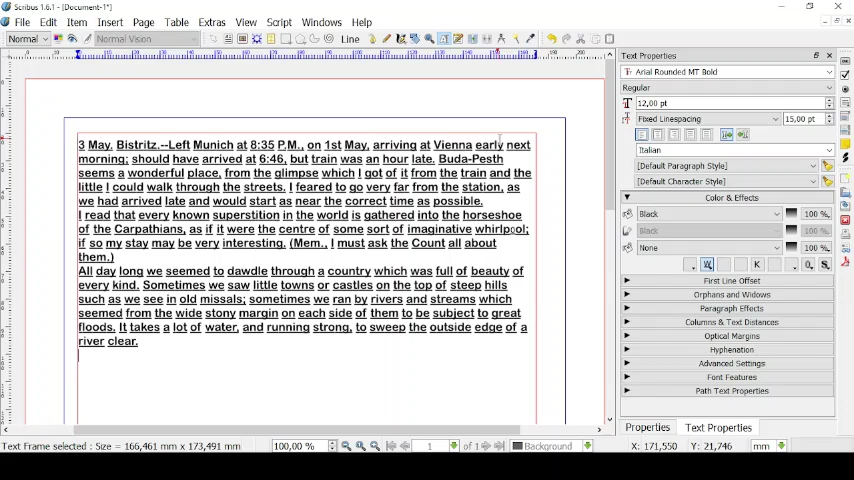 Scribus 1.6.1 - [Document-1*]
File Edit Item Insert Page Table Extras View Script Windows Help
Normal Normal Vision Line
Text Properties
Arial Rounded MT Bold
Regular
12,00 pt
Fixed Linespacing 15,00 pt
Italian
[Default Paragraph Style]
[Default Character Style]
Color & Effects
Black 100 %
Black 100 %
None 100 %
First Line Offset
Orphans and Widows
Paragraph Effects
Columns & Text Distances
Optical Margins
Hyphenation
Advanced Settings
Font Features
Path Text Properties
Properties Text Properties
3 May. Bistritz.--Left Munich at 8:35 P.M., on 1st May, arriving at Vienna early next
morning; should have arrived at 6:46, but train was an hour late. Buda-Pesth
seems a wonderful place, from the glimpse which I got of it from the train and the
little I could walk through the streets. I feared to go very far from the station, as
we had arrived late and would start as near the correct time as possible.
I read that every known superstition in the world is gathered into the horseshoe
of the Carpathians, as if it were the centre of some sort of imaginative whirlpool;
if so my stay may be very interesting. (Mem., I must ask the Count all about
them.)
All day long we seemed to dawdle through a country which was full of beauty of
every kind. Sometimes we saw little towns or castles on the top of steep hills
such as we see in old missals; sometimes we ran by rivers and streams which
seemed from the wide stony margin on each side of them to be subject to great
floods. It takes a lot of water, and running strong, to sweep the outside edge of a
river clear.
Text Frame selected : Size = 166,461 mm x 173,491 mm 100,00 % 1 of 1 Background X: 171,550 Y: 21,746 mm